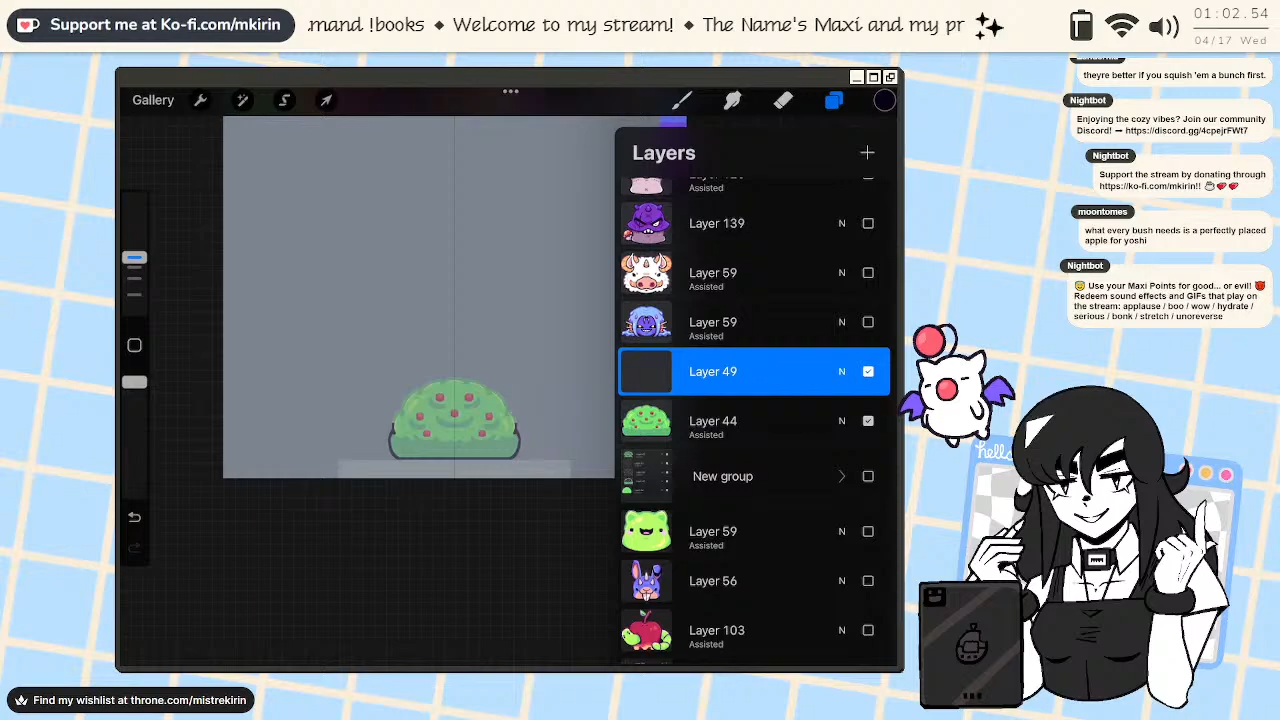 Support me at Ko-fi.com/mkirin
.mand !books ◆ Welcome to my stream! ◆ The Name's Maxi and my pr
01:02.54
04/17 Wed
theyre better if you squish 'em a bunch first.
Nightbot
Enjoying the cozy vibes? Join our community
Discord! ➞ https://discord.gg/4cpejrFWt7
Nightbot
Support the stream by donating through
https://ko-fi.com/mkirin!! ☕❤️❤️
moontomes
what every bush needs is a perfectly placed
apple for yoshi
Nightbot
😇 Use your Maxi Points for good... or evil! 😈
Redeem sound effects and GIFs that play on
the stream: applause / boo / wow / hydrate /
serious / bonk / stretch / unreverse
Gallery
Layers
Assisted
Layer 139
N
Layer 59
N
Assisted
Layer 59
N
Assisted
Layer 49
N
Layer 44
N
Assisted
New group
Layer 59
N
Assisted
Layer 56
N
Layer 103
N
Assisted
hello
Find my wishlist at throne.com/mistrekirin